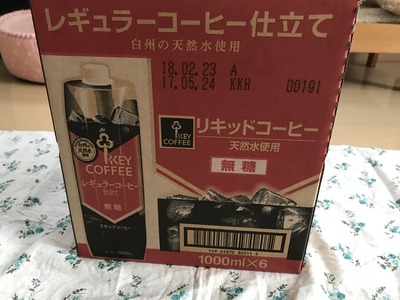 レギュラーコーヒー仕立て
白州の天然水使用
18.02.23 A
17.05.24 KKH 00191
KEY
COFFEE
リキッドコーヒー
天然水使用
無糖
KEY
COFFEE
レギュラーコーヒー
仕立て
無糖
リキッドコーヒー
1000ml×6